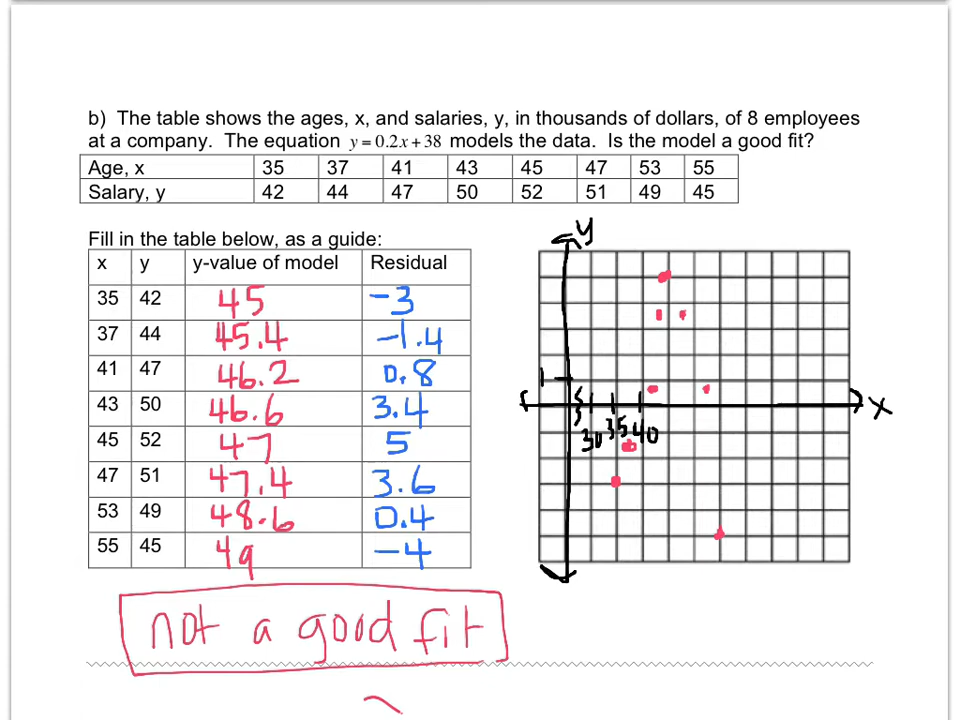 b) The table shows the ages, x, and salaries, y, in thousands of dollars, of 8 employees
at a company. The equation y = 0.2x + 38 models the data. Is the model a good fit?
Age, x 35 37 41 43 45 47 53 55
Salary, y 42 44 47 50 52 51 49 45
Fill in the table below, as a guide:
x y y-value of model Residual
35 42 45 -3
37 44 45.4 -1.4
41 47 46.2 0.8
43 50 46.6 3.4
45 52 47 5
47 51 47.4 3.6
53 49 48.6 0.4
55 45 49 -4
y
1
x
30 35 40
not a good fit